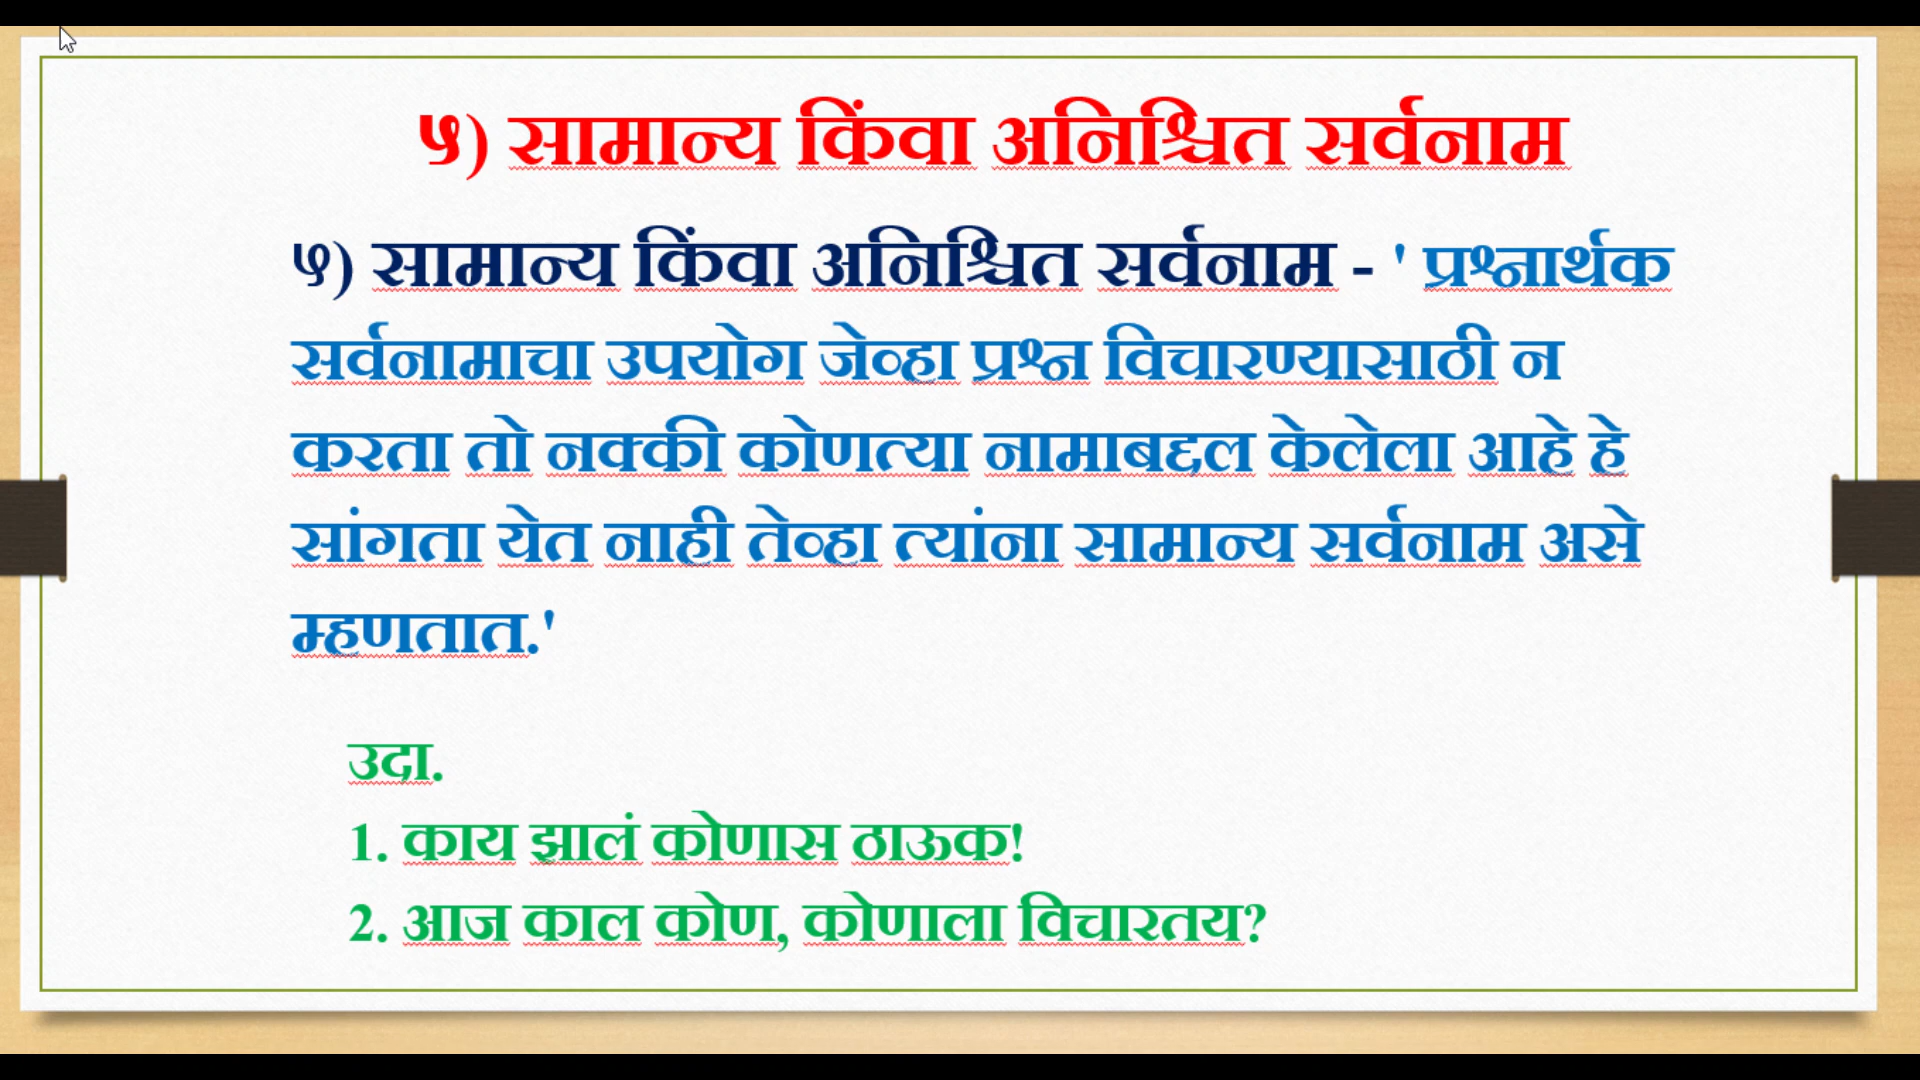 ५) सामान्य किंवा अनिश्चित सर्वनाम
५) सामान्य किंवा अनिश्चित सर्वनाम - ' प्रश्नार्थक
सर्वनामाचा उपयोग जेव्हा प्रश्न विचारण्यासाठी न
करता तो नक्की कोणत्या नामाबद्दल केलेला आहे हे
सांगता येत नाही तेव्हा त्यांना सामान्य सर्वनाम असे
म्हणतात.'
उदा.
1. काय झालं कोणास ठाऊक!
2. आज काल कोण, कोणाला विचारतय?